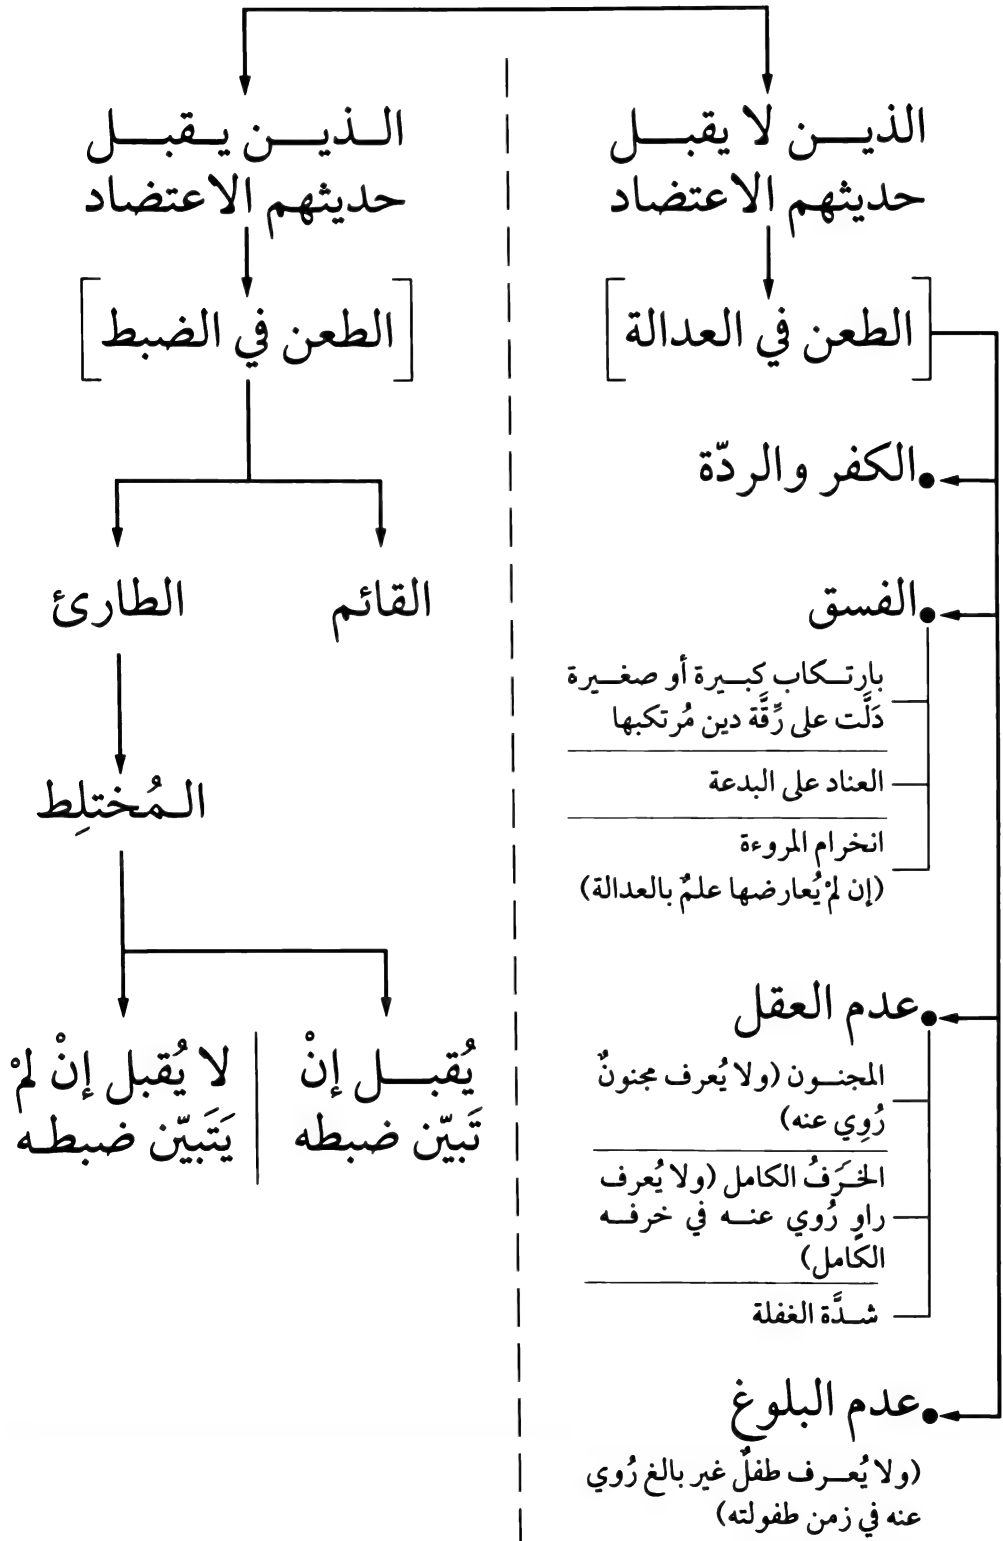 الذين لا يقبل
حديثهم الاعتضاد
[الطعن في العدالة]
الكفر والردّة
الفسق
بارتكاب كبيرة أو صغيرة
دَلَّت على رِقَّة دين مُرتكبها
العناد على البدعة
انخرام المروءة
(إن لمْ يُعارضها علمٌ بالعدالة)
عدم العقل
المجنون (ولا يُعرف مجنونٌ
رُوِي عنه)
الخَرَفُ الكامل (ولا يُعرف
راوٍ رُوي عنه في خرفه
الكامل)
شدَّة الغفلة
عدم البلوغ
(ولا يُعرف طفلٌ غير بالغ رُوي
عنه في زمن طفولته)
الذين يقبل
حديثهم الاعتضاد
[الطعن في الضبط]
القائم
الطارئ
المُختلِط
يُقبل إنْ
تَبيّن ضبطه
لا يُقبل إنْ لمْ
يَتَبيّن ضبطه